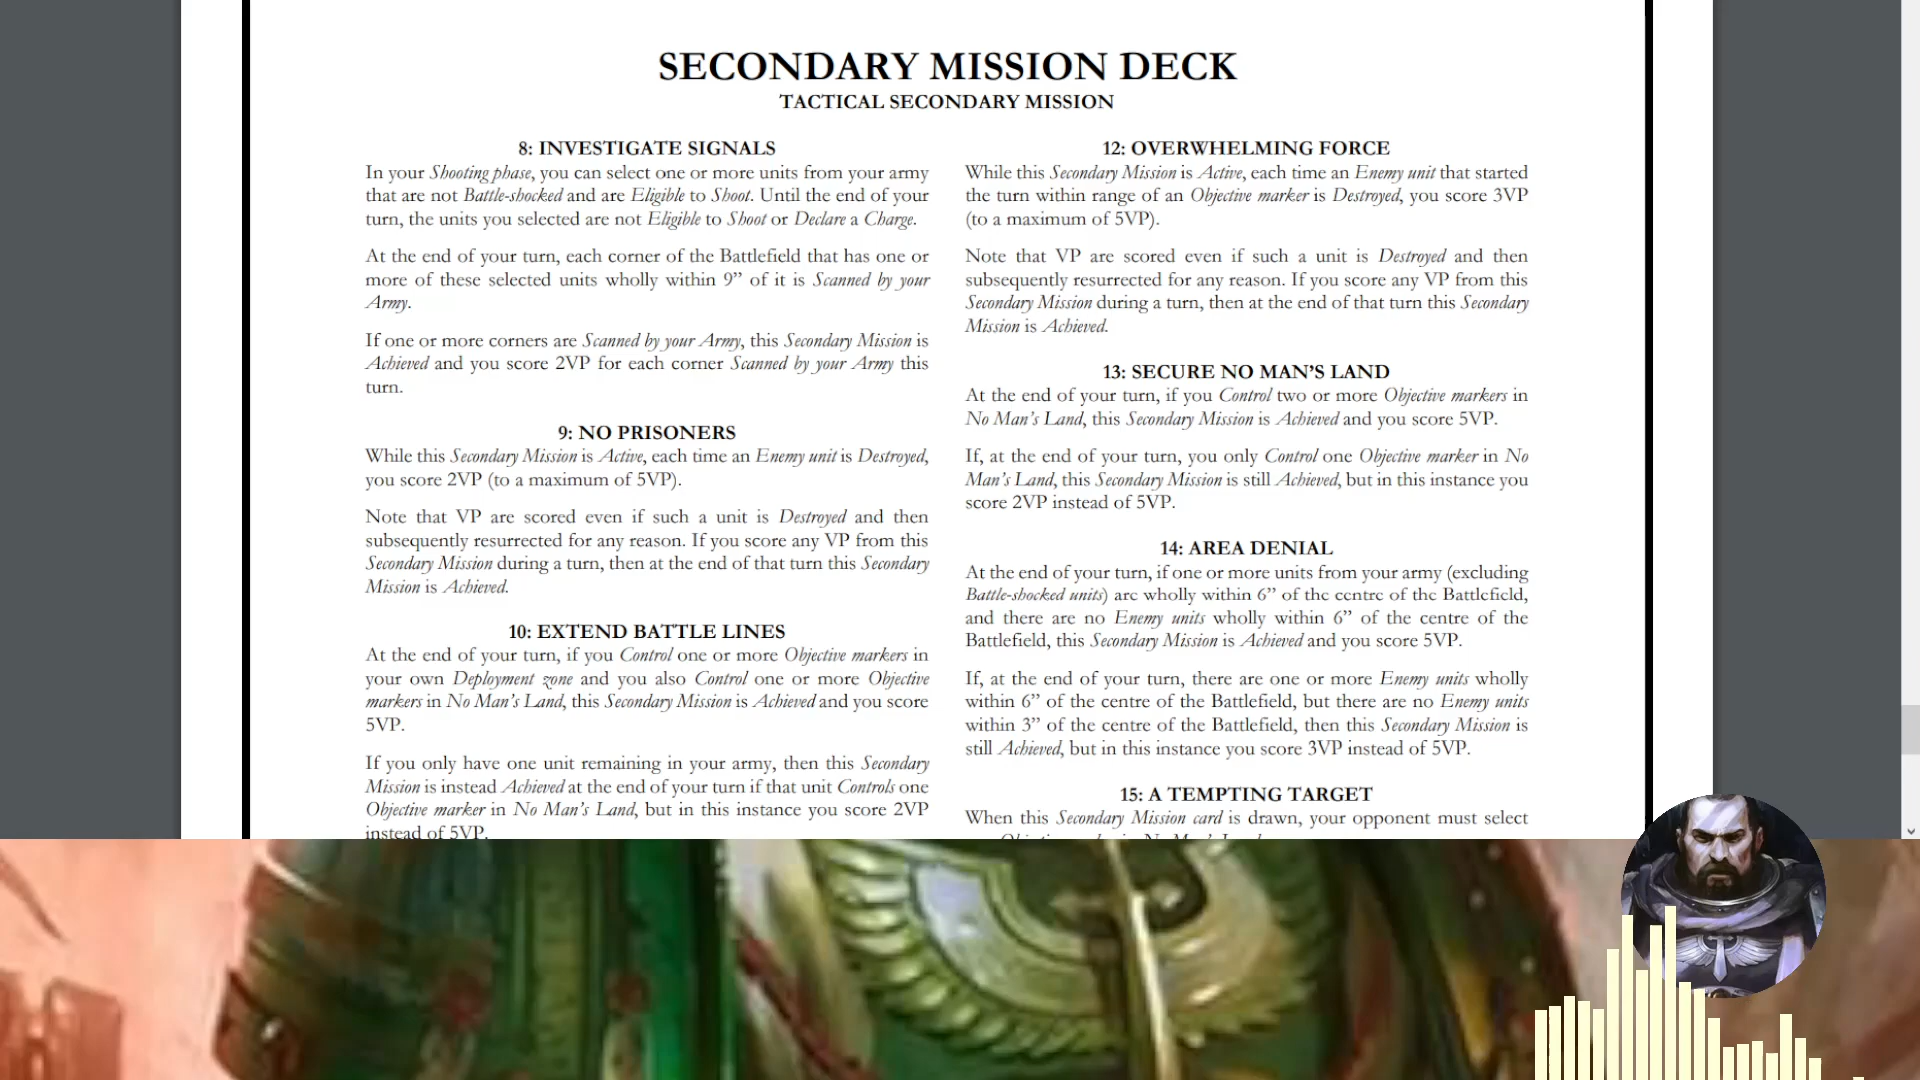 SECONDARY MISSION DECK
TACTICAL SECONDARY MISSION
8: INVESTIGATE SIGNALS
In your Shooting phase, you can select one or more units from your army
that are not Battle-shocked and are Eligible to Shoot. Until the end of your
turn, the units you selected are not Eligible to Shoot or Declare a Charge.
At the end of your turn, each corner of the Battlefield that has one or
more of these selected units wholly within 9” of it is Scanned by your
Army.
If one or more corners are Scanned by your Army, this Secondary Mission is
Achieved and you score 2VP for each corner Scanned by your Army this
turn.
9: NO PRISONERS
While this Secondary Mission is Active, each time an Enemy unit is Destroyed,
you score 2VP (to a maximum of 5VP).
Note that VP are scored even if such a unit is Destroyed and then
subsequently resurrected for any reason. If you score any VP from this
Secondary Mission during a turn, then at the end of that turn this Secondary
Mission is Achieved.
10: EXTEND BATTLE LINES
At the end of your turn, if you Control one or more Objective markers in
your own Deployment zone and you also Control one or more Objective
markers in No Man’s Land, this Secondary Mission is Achieved and you score
5VP.
If you only have one unit remaining in your army, then this Secondary
Mission is instead Achieved at the end of your turn if that unit Controls one
Objective marker in No Man’s Land, but in this instance you score 2VP
instead of 5VP.
12: OVERWHELMING FORCE
While this Secondary Mission is Active, each time an Enemy unit that started
the turn within range of an Objective marker is Destroyed, you score 3VP
(to a maximum of 5VP).
Note that VP are scored even if such a unit is Destroyed and then
subsequently resurrected for any reason. If you score any VP from this
Secondary Mission during a turn, then at the end of that turn this Secondary
Mission is Achieved.
13: SECURE NO MAN’S LAND
At the end of your turn, if you Control two or more Objective markers in
No Man’s Land, this Secondary Mission is Achieved and you score 5VP.
If, at the end of your turn, you only Control one Objective marker in No
Man’s Land, this Secondary Mission is still Achieved, but in this instance you
score 2VP instead of 5VP.
14: AREA DENIAL
At the end of your turn, if one or more units from your army (excluding
Battle-shocked units) are wholly within 6” of the centre of the Battlefield,
and there are no Enemy units wholly within 6” of the centre of the
Battlefield, this Secondary Mission is Achieved and you score 5VP.
If, at the end of your turn, there are one or more Enemy units wholly
within 6” of the centre of the Battlefield, but there are no Enemy units
within 3” of the centre of the Battlefield, then this Secondary Mission is
still Achieved, but in this instance you score 3VP instead of 5VP.
15: A TEMPTING TARGET
When this Secondary Mission card is drawn, your opponent must select